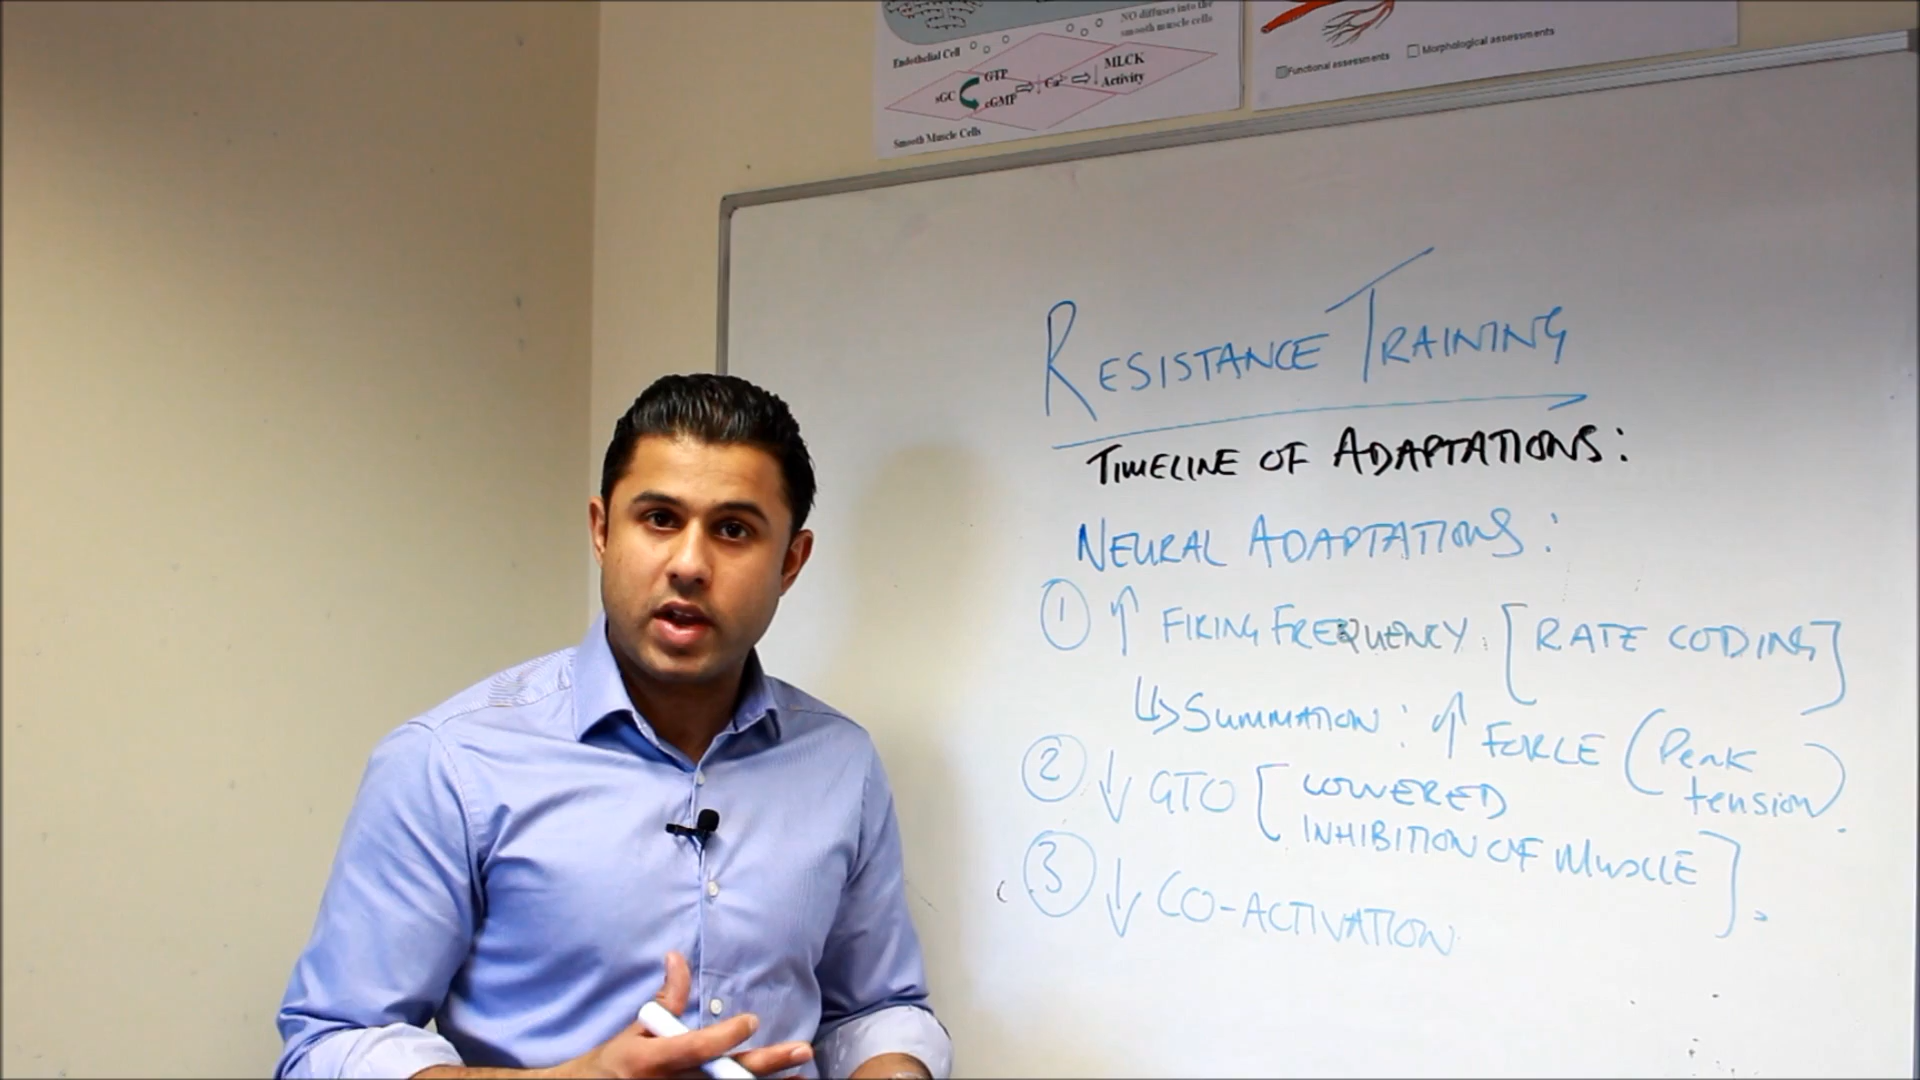 NO diffuses into the
smooth muscle cells
Endothelial Cell
GTP
sGC
cGMP
Ca²⁺
MLCK
Activity
Smooth Muscle Cells
Functional assessments
Morphological assessments
RESISTANCE TRAINING
TIMELINE OF ADAPTATIONS:
NEURAL ADAPTATIONS:
① ↑ FIRING FREQUENCY. [RATE CODING]
↳ SUMMATION: ↑ FORCE (Peak tension)
② ↓ GTO [LOWERED
INHIBITION OF MUSCLE].
③ ↓ CO-ACTIVATION